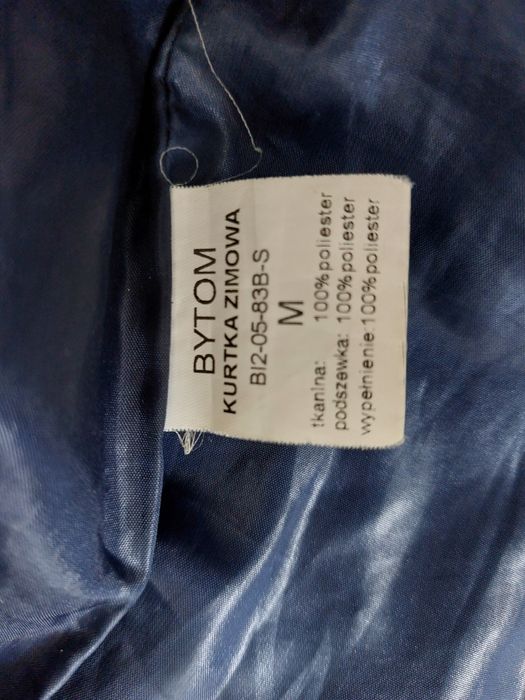 BYTOM
KURTKA ZIMOWA
BI2-05-83B-S
M
tkanina: 100%poliester
podszewka: 100%poliester
wypełnienie:100%poliester